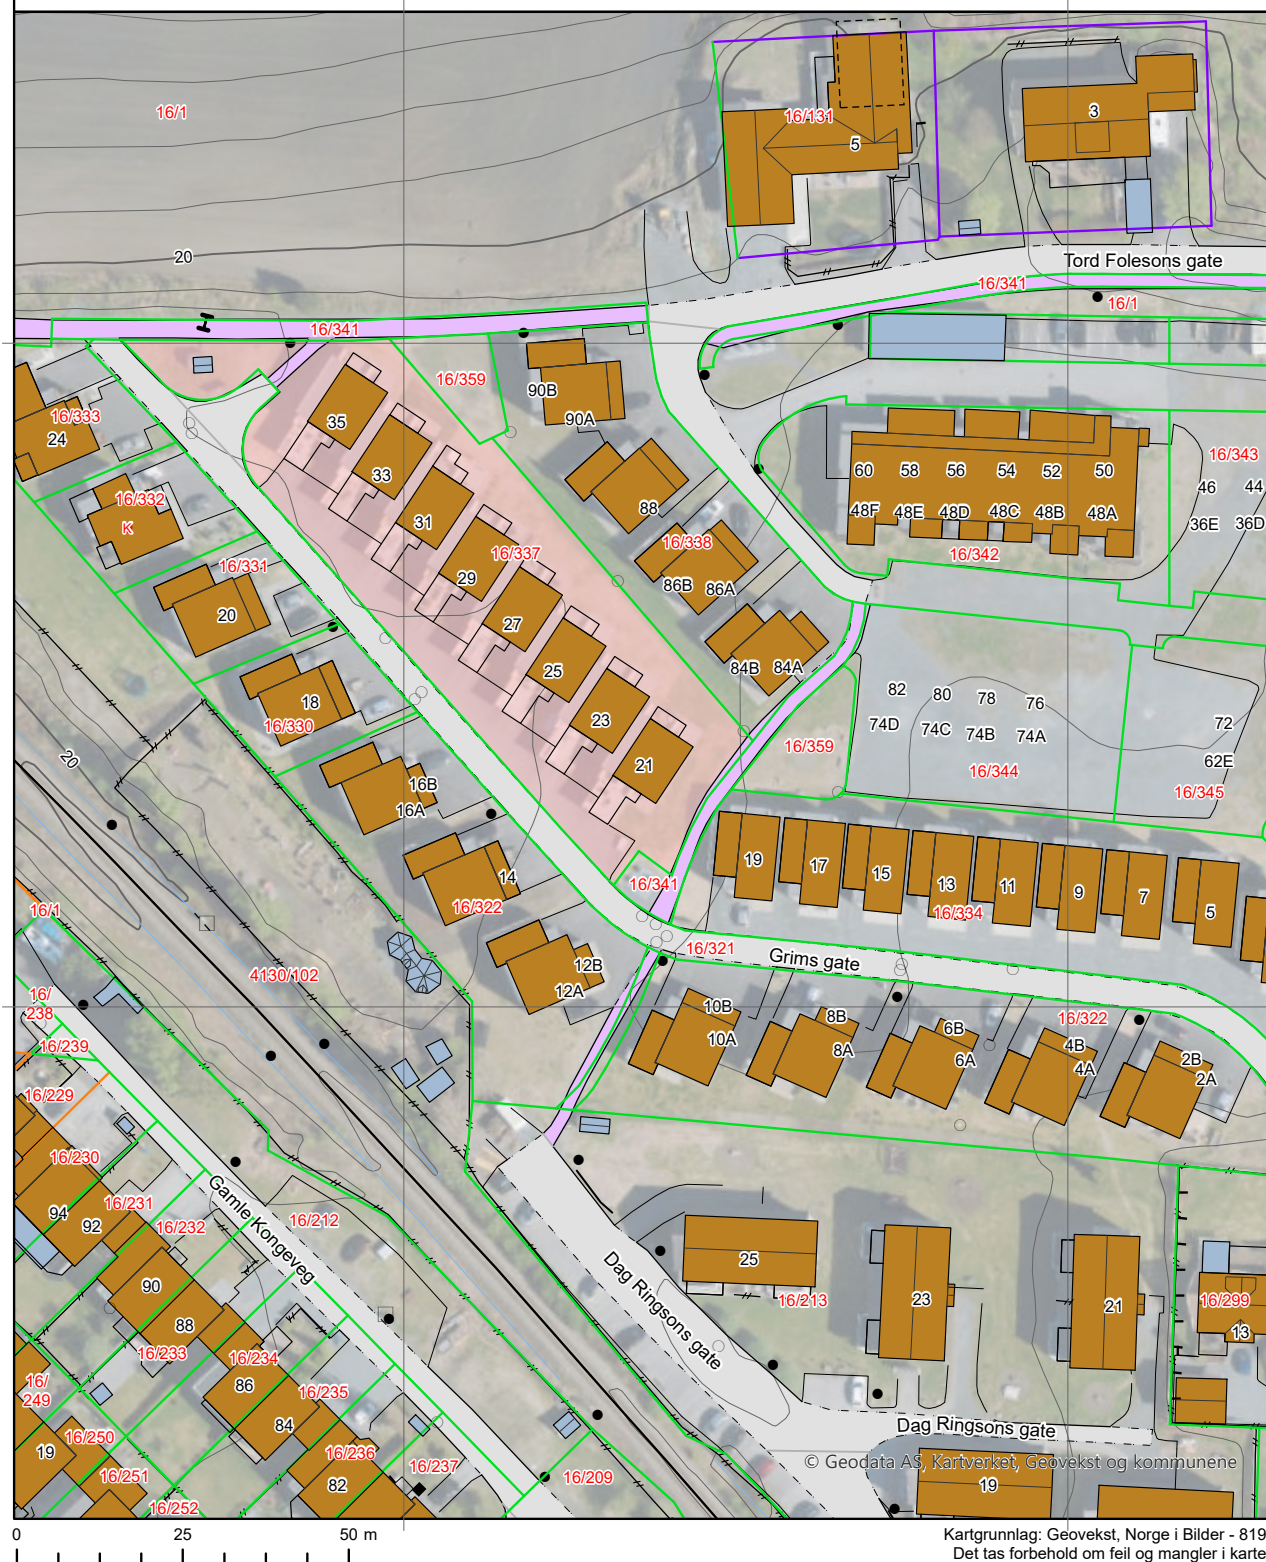 16/1
16/131
5
3
20
Tord Folesons gate
16/341
16/1
16/341
16/359
90B
90A
16/333
24
35
33
31
29
27
25
23
21
16/337
88
16/338
86B
86A
84B
84A
60
58
56
54
52
50
48F
48E
48D
48C
48B
48A
16/342
16/343
46
44
36E
36D
16/332
K
16/331
20
18
16/330
20
16B
16A
14
16/322
12B
12A
82
80
78
76
74D
74C
74B
74A
16/344
16/359
72
62E
16/345
19
17
15
13
11
9
7
5
16/334
16/341
16/321
Grims gate
16/322
10B
10A
8B
8A
6B
6A
4B
4A
2B
2A
16/1
4130/102
16/
238
16/239
16/229
16/230
16/231
16/232
94
92
90
88
16/233
16/234
86
84
16/235
16/236
82
16/237
16/212
Gamle Kongeveg
16/
249
19
16/250
16/251
16/252
16/209
Dag Ringsons gate
25
16/213
23
21
16/299
13
Dag Ringsons gate
© Geodata AS, Kartverket, Geovekst og kommunene
19
0
25
50 m
Kartgrunnlag: Geovekst, Norge i Bilder - 819
Det tas forbehold om feil og mangler i karte